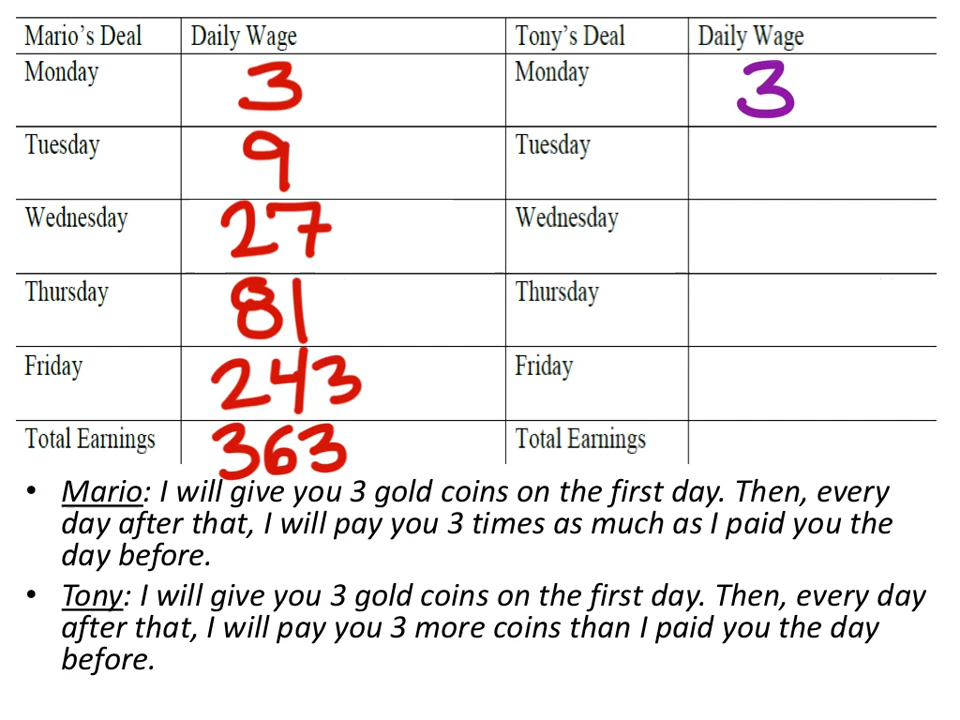 Mario's Deal Daily Wage Tony's Deal Daily Wage
Monday 3 Monday 3
Tuesday 9 Tuesday
Wednesday 27 Wednesday
Thursday 81 Thursday
Friday 243 Friday
Total Earnings 363 Total Earnings
• Mario: I will give you 3 gold coins on the first day. Then, every
day after that, I will pay you 3 times as much as I paid you the
day before.
• Tony: I will give you 3 gold coins on the first day. Then, every day
after that, I will pay you 3 more coins than I paid you the day
before.